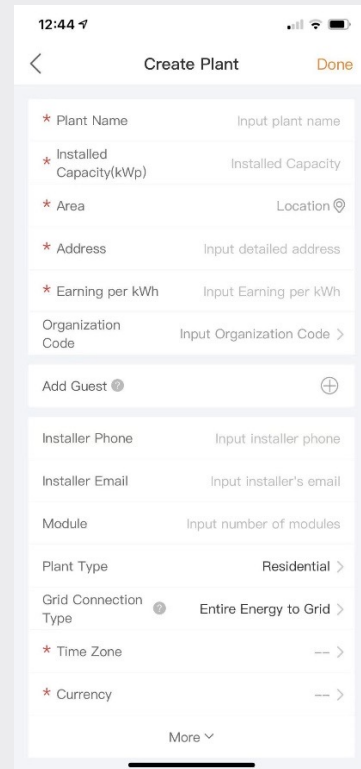 12:44
Create Plant
Done
* Plant Name
Input plant name
* Installed
Capacity(kWp)
Installed Capacity
* Area
Location
* Address
Input detailed address
* Earning per kWh
Input Earning per kWh
Organization
Code
Input Organization Code >
Add Guest ?
Installer Phone
Input installer phone
Installer Email
Input installer's email
Module
Input number of modules
Plant Type
Residential >
Grid Connection
Type ?
Entire Energy to Grid >
* Time Zone
-- >
* Currency
-- >
More